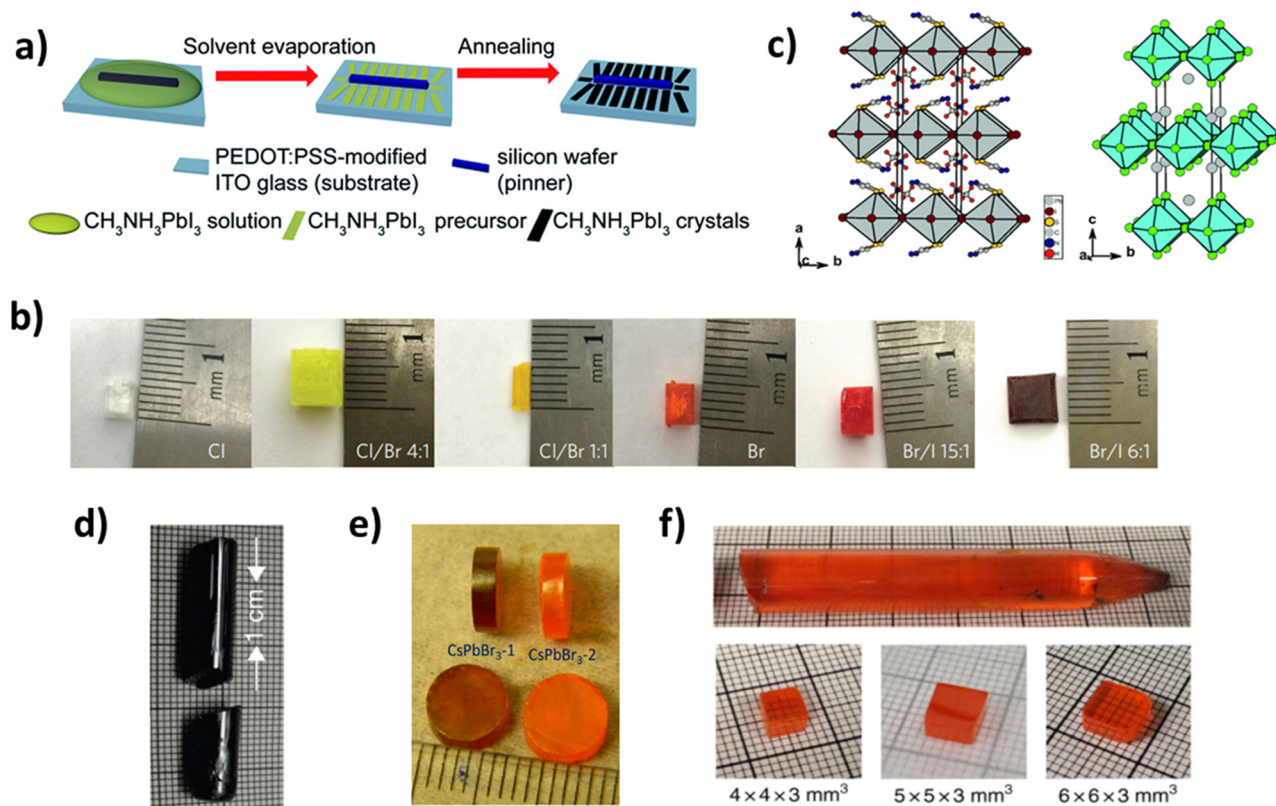 a)
Solvent evaporation
Annealing
PEDOT:PSS-modified
ITO glass (substrate)
silicon wafer
(pinner)
CH₃NH₃PbI₃ solution
CH₃NH₃PbI₃ precursor
CH₃NH₃PbI₃ crystals
c)
a
c
b
Pb
I
S
C
N
H
c
a
b
b)
mm 1
Cl
mm 1
Cl/Br 4:1
mm 1
Cl/Br 1:1
mm 1
Br
mm 1
Br/I 15:1
mm 1
Br/I 6:1
d)
1 cm
e)
CsPbBr₃-1
CsPbBr₃-2
f)
4×4×3 mm³
5×5×3 mm³
6×6×3 mm³